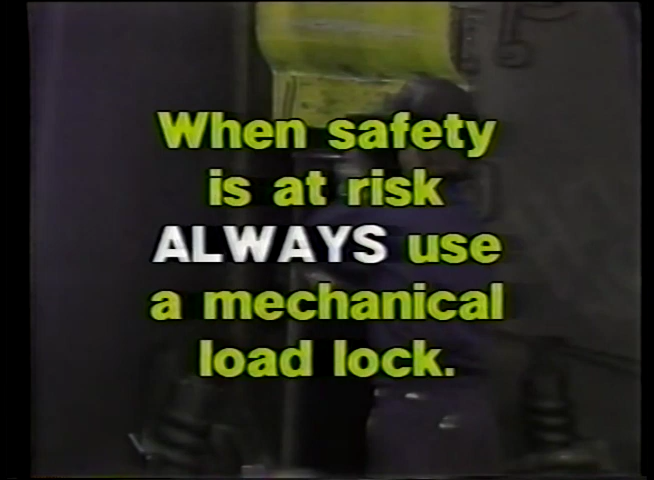 When safety
is at risk
ALWAYS use
a mechanical
load lock.